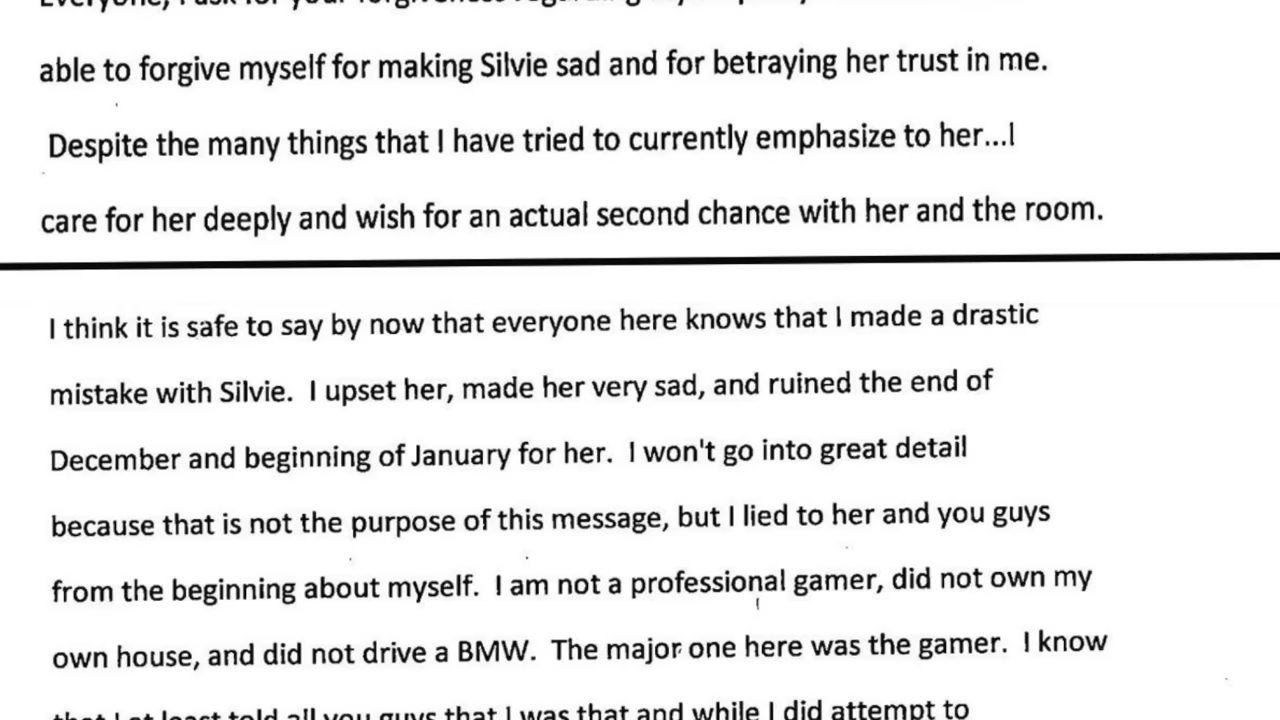 Everyone, I ask for your forgiveness regarding my
able to forgive myself for making Silvie sad and for betraying her trust in me.
Despite the many things that I have tried to currently emphasize to her...I
care for her deeply and wish for an actual second chance with her and the room.
I think it is safe to say by now that everyone here knows that I made a drastic
mistake with Silvie. I upset her, made her very sad, and ruined the end of
December and beginning of January for her. I won't go into great detail
because that is not the purpose of this message, but I lied to her and you guys
from the beginning about myself. I am not a professional gamer, did not own my
own house, and did not drive a BMW. The major one here was the gamer. I know
that I at least told all you guys that I was that and while I did attempt to